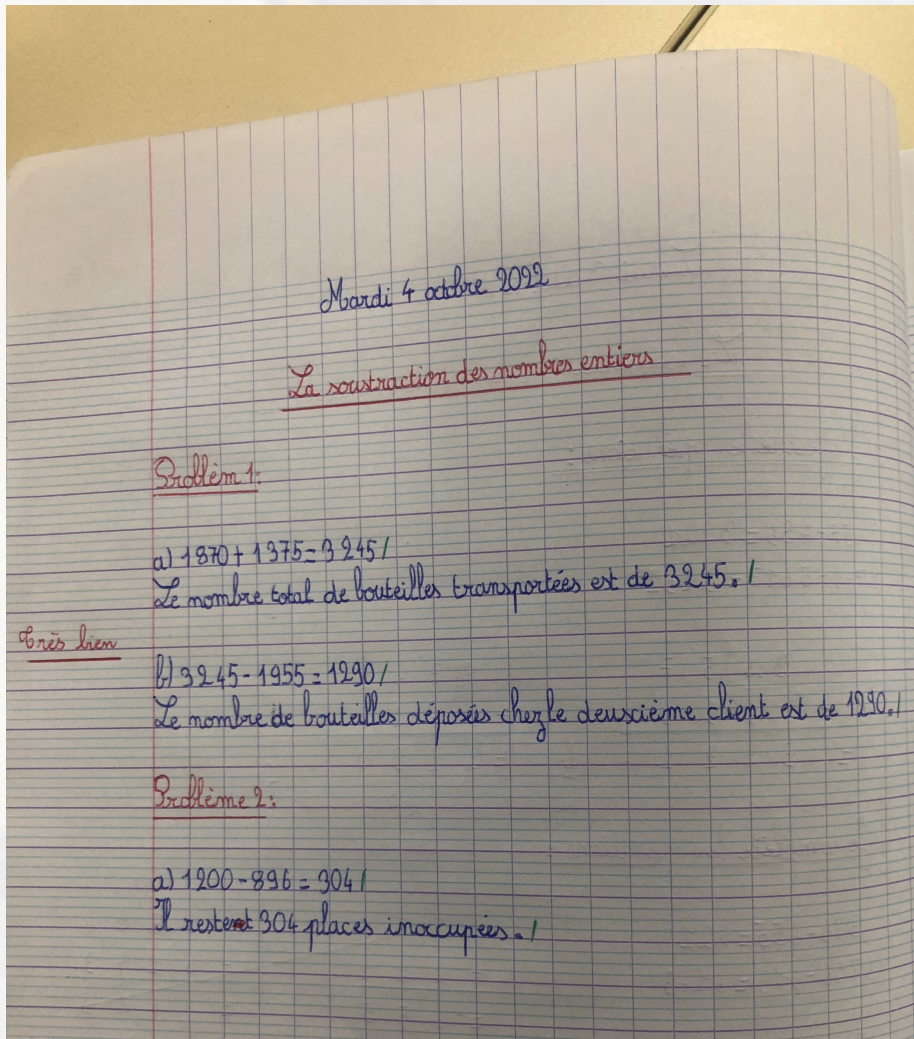 Mardi 4 octobre 2022
La soustraction des nombres entiers
Problèm 1:
a) 1870 + 1375 = 3245 /
Le nombre total de bouteilles transportées est de 3245. /
Très bien
b) 3245 - 1955 = 1290 /
Le nombre de bouteilles déposées chez le deuxième client est de 1290. /
Problème 2:
a) 1200 - 896 = 304 /
Il reste 304 places inoccupées. /